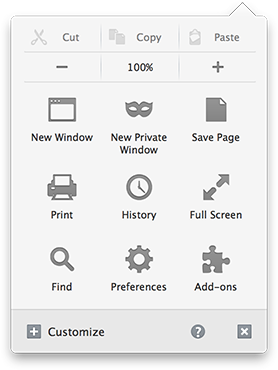 Cut Copy Paste
− 100% +
New Window New Private Window Save Page
Print History Full Screen
Find Preferences Add-ons
Customize ?